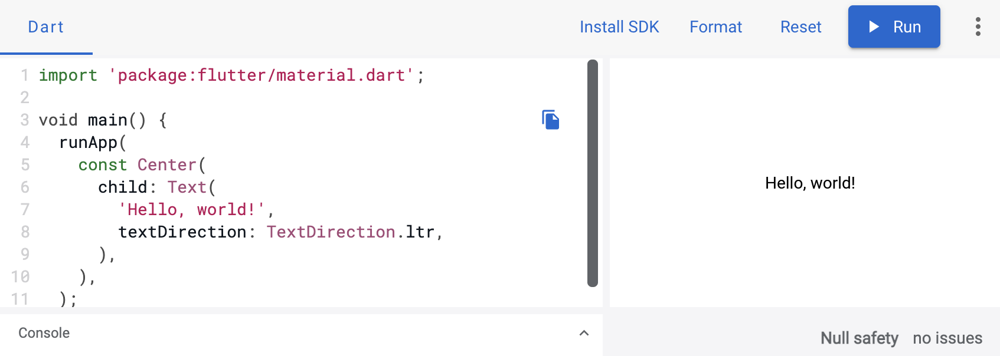 Dart
Install SDK
Format
Reset
Run
1 import 'package:flutter/material.dart';
2
3 void main() {
4   runApp(
5     const Center(
6       child: Text(
7         'Hello, world!',
8         textDirection: TextDirection.ltr,
9       ),
10     ),
11   );
Hello, world!
Console
Null safety no issues